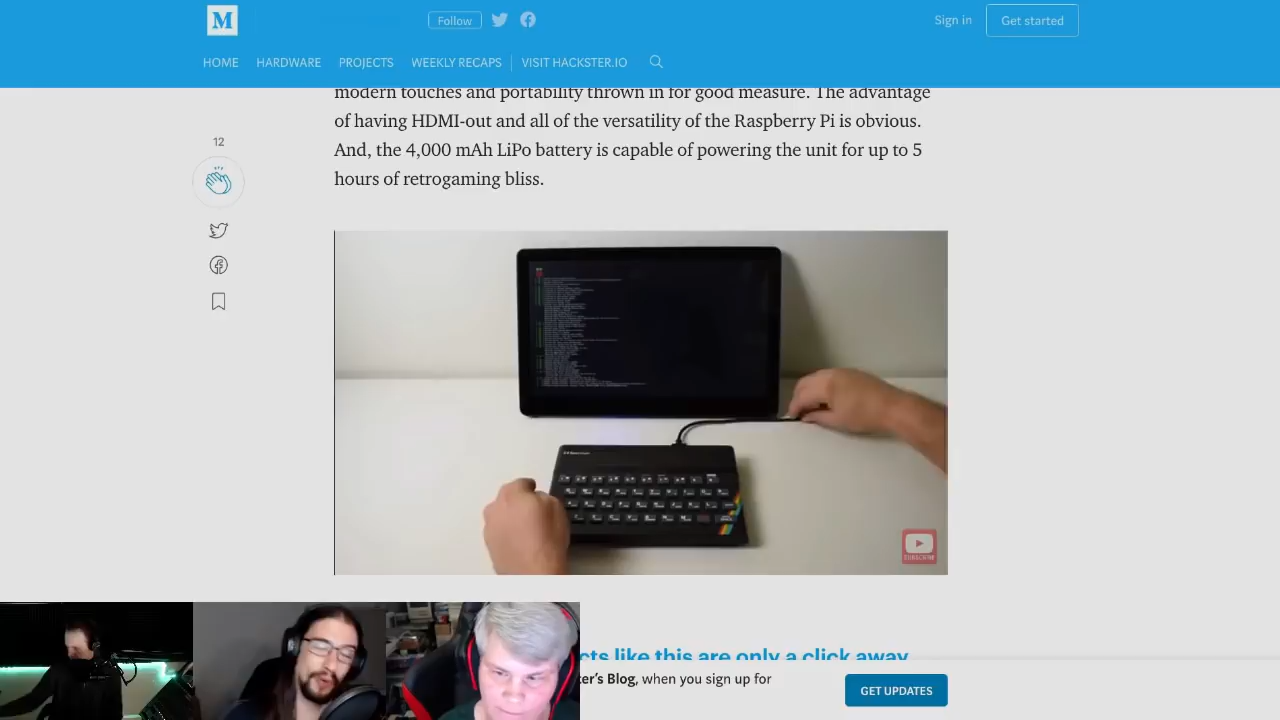 M
Follow
Sign in
Get started
HOME HARDWARE PROJECTS WEEKLY RECAPS VISIT HACKSTER.IO
modern touches and portability thrown in for good measure. The advantage
of having HDMI-out and all of the versatility of the Raspberry Pi is obvious.
And, the 4,000 mAh LiPo battery is capable of powering the unit for up to 5
hours of retrogaming bliss.
12
SUBSCRIBE
cts like this are only a click away
ter's Blog, when you sign up for
GET UPDATES